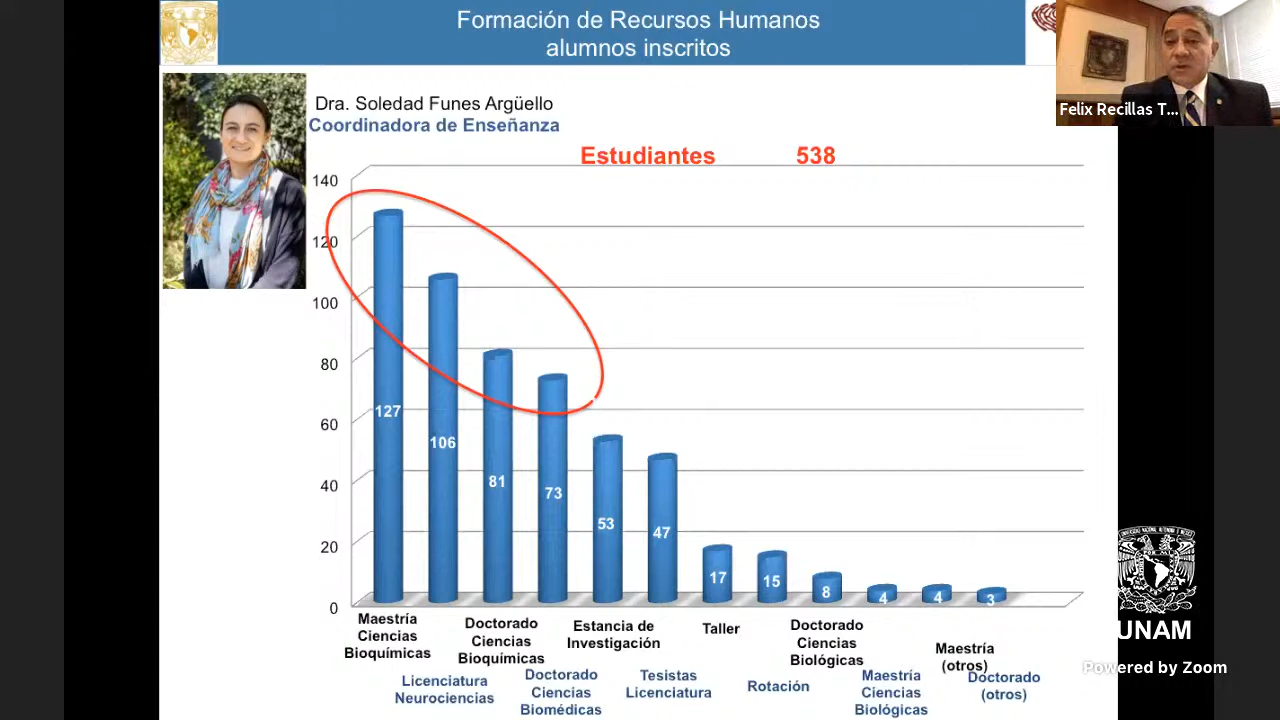 Formación de Recursos Humanos
alumnos inscritos
Felix Recillas T...
Dra. Soledad Funes Argüello
Coordinadora de Enseñanza
Estudiantes 538
140
120
100
80
60
40
20
0
127
106
81
73
53
47
17
15
8
4
4
3
Maestría
Ciencias
Bioquímicas
Licenciatura
Neurociencias
Doctorado
Ciencias
Bioquímicas
Doctorado
Ciencias
Biomédicas
Estancia de
Investigación
Tesistas
Licenciatura
Taller
Rotación
Doctorado
Ciencias
Biológicas
Maestría
Ciencias
Biológicas
Maestría
(otros)
Doctorado
(otros)
UNAM
Powered by Zoom